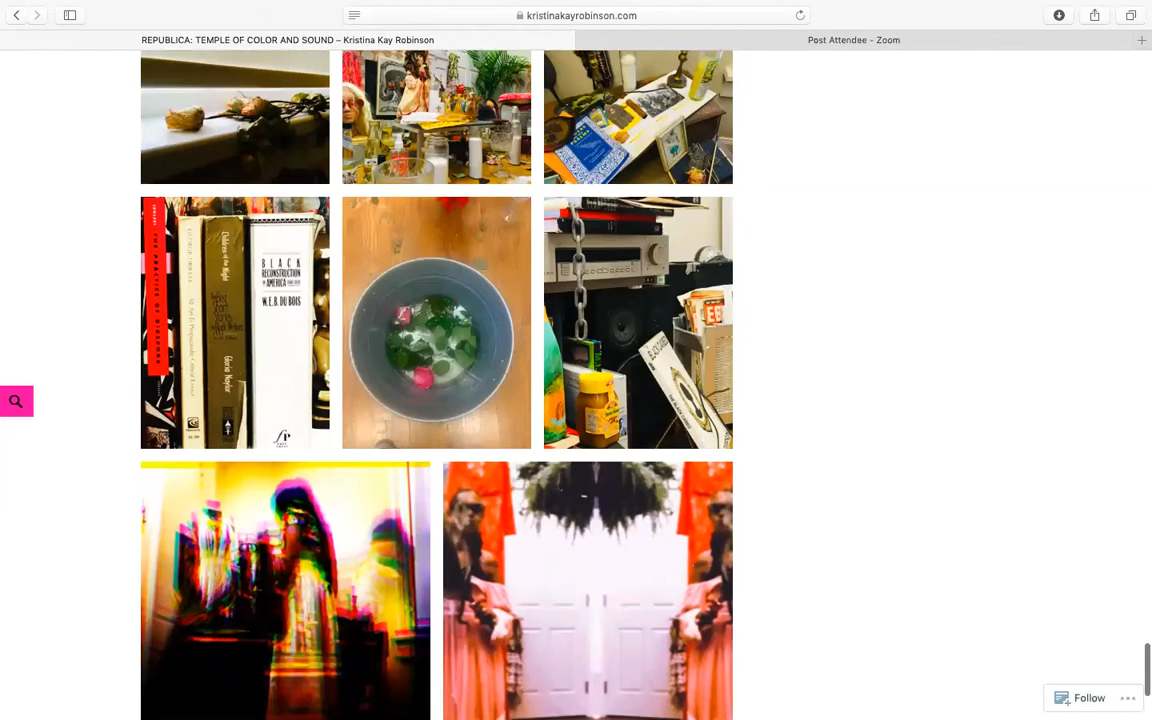 kristinakayrobinson.com
REPUBLICA: TEMPLE OF COLOR AND SOUND – Kristina Kay Robinson
Post Attendee - Zoom
THE PRACTICE OF DIASPORA
Children of the Night
Gloria Naylor
BLACK
RECONSTRUCTION
IN AMERICA
W.E.B. DU BOIS
fP
Follow